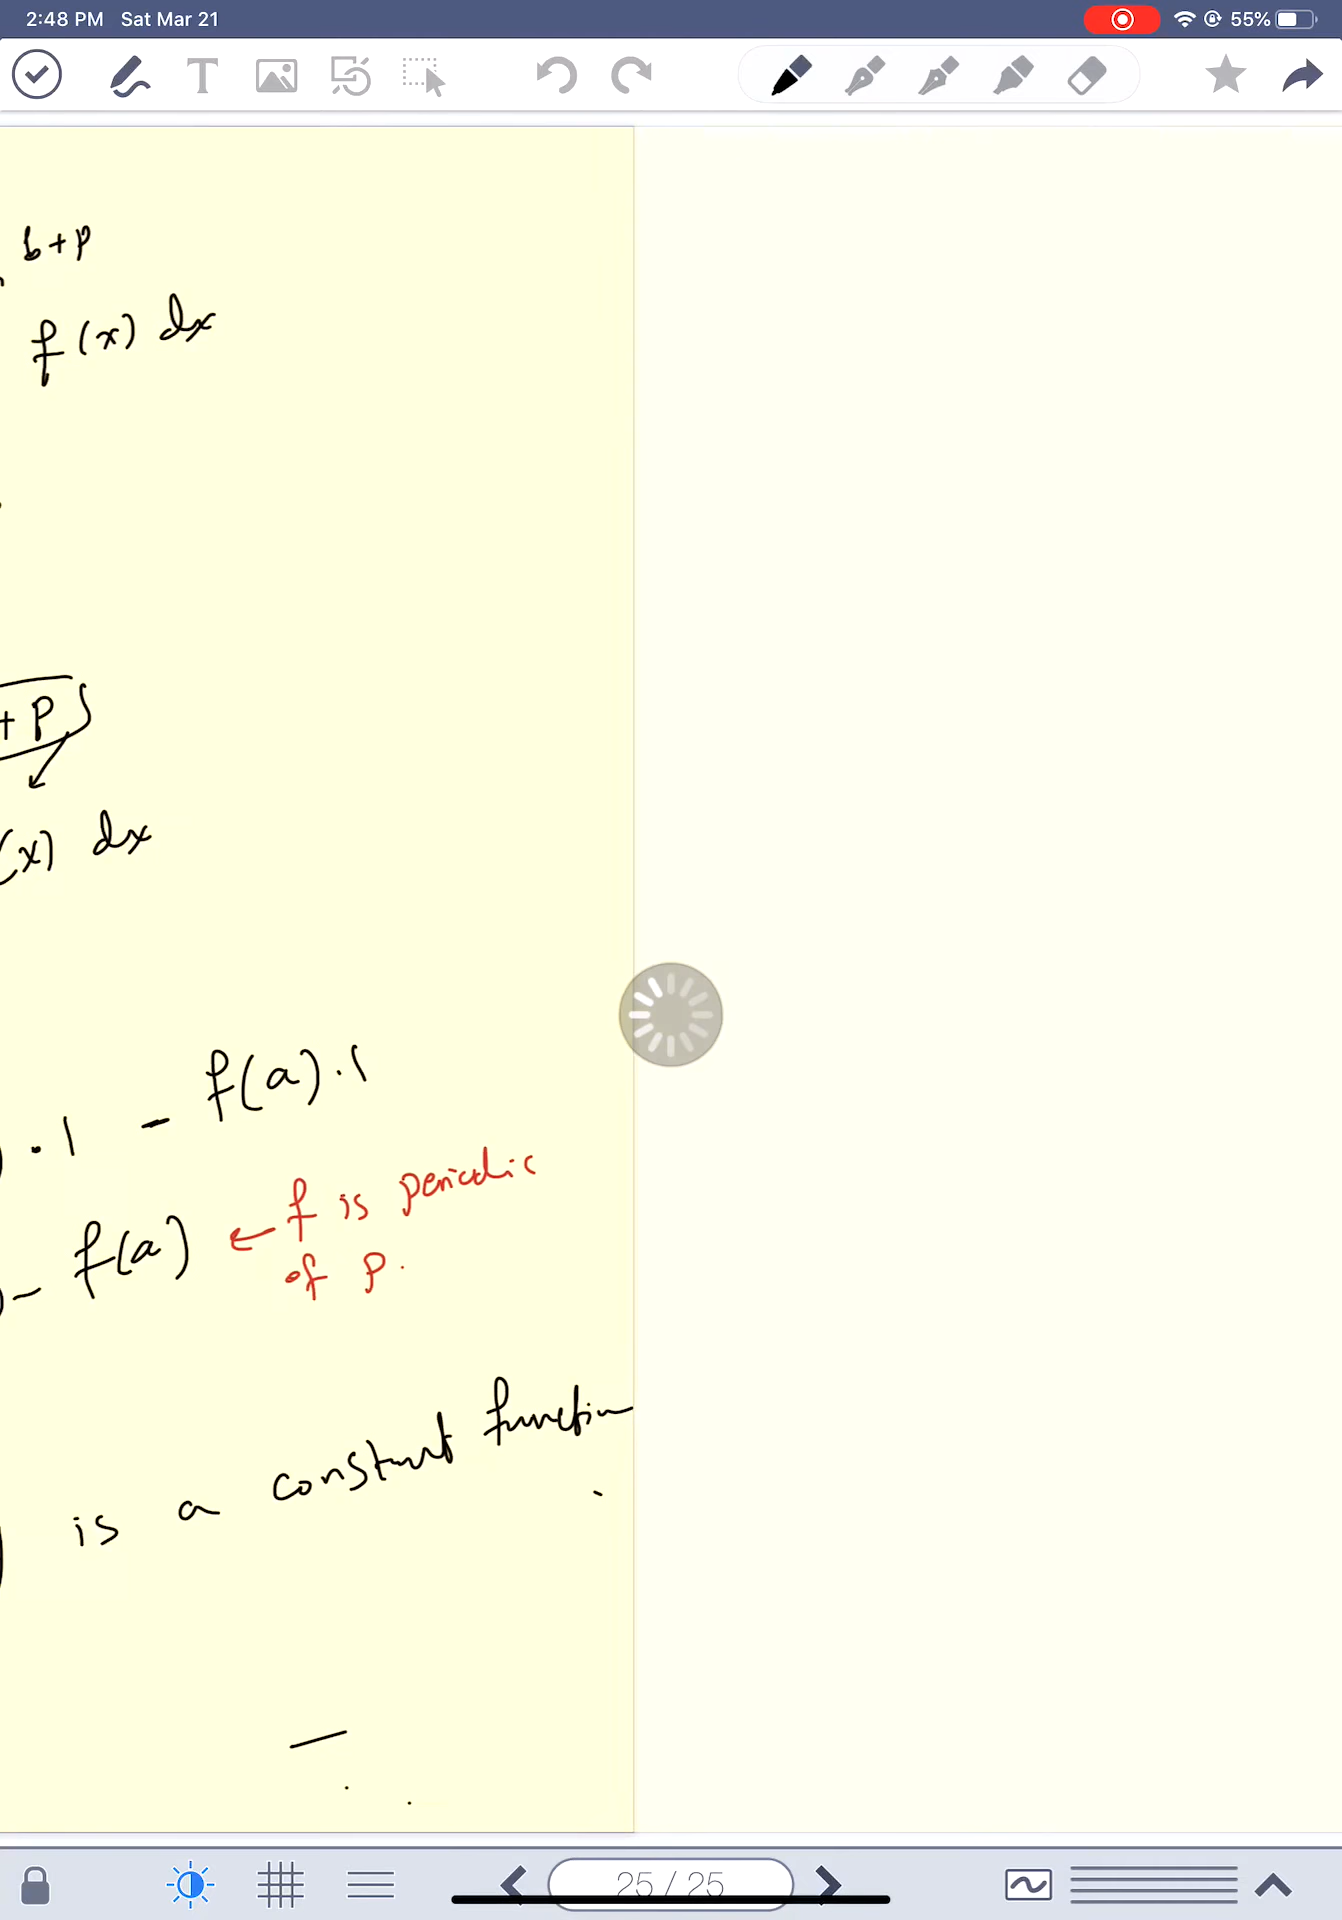 2:48 PM Sat Mar 21
55%
T
b+p
f(x) dx
+ p
(x) dx
) . 1 - f(a) . 1
) - f(a) ← f is periodic
of p.
) is a constant function
.
25 / 25